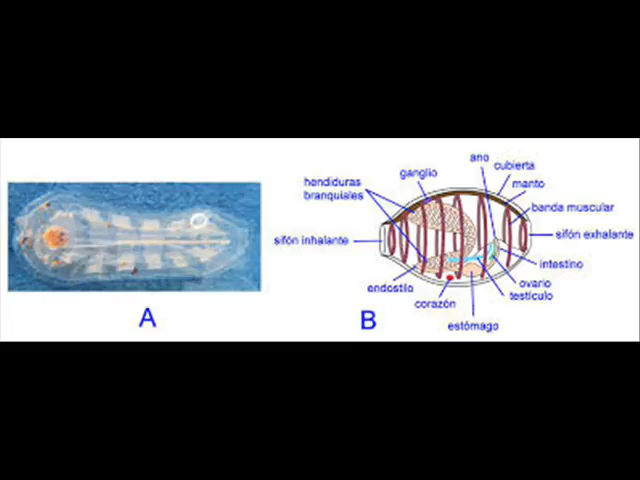 ano
cubierta
ganglio
hendiduras
branquiales
manto
banda muscular
sifón inhalante
sifón exhalante
intestino
endostilo
ovario
testículo
corazón
estómago
A
B